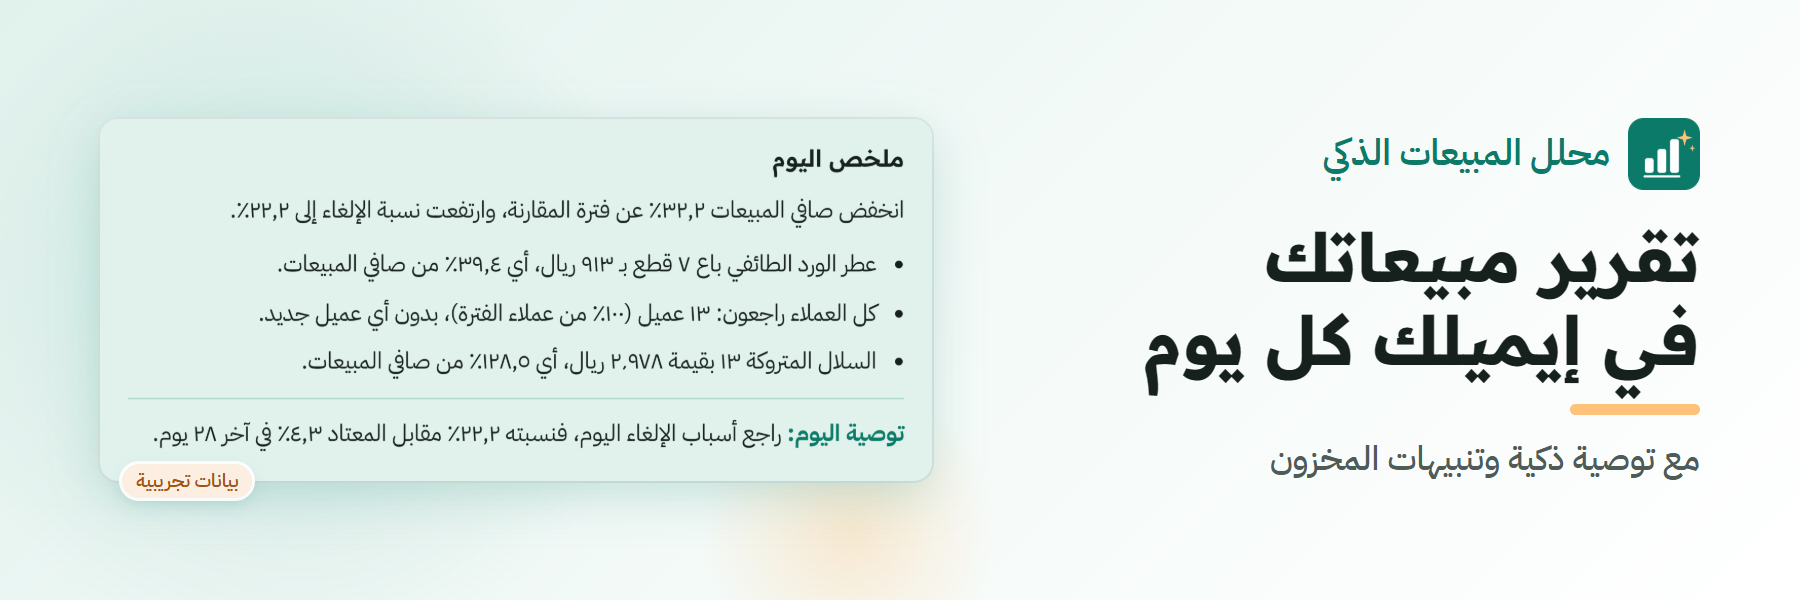 محلل المبيعات الذكي
تقرير مبيعاتك
في إيميلك كل يوم
مع توصية ذكية وتنبيهات المخزون
ملخص اليوم
انخفض صافي المبيعات ٣٢,٢٪ عن فترة المقارنة، وارتفعت نسبة الإلغاء إلى ٢٢,٢٪.
• عطر الورد الطائفي باع ٧ قطع بـ ٩١٣ ريال، أي ٣٩,٤٪ من صافي المبيعات.
• كل العملاء راجعون: ١٣ عميل (١٠٠٪ من عملاء الفترة)، بدون أي عميل جديد.
• السلال المتروكة ١٣ بقيمة ٢٬٩٧٨ ريال، أي ١٢٨,٥٪ من صافي المبيعات.
توصية اليوم: راجع أسباب الإلغاء اليوم، فنسبته ٢٢,٢٪ مقابل المعتاد ٤,٣٪ في آخر ٢٨ يوم.
بيانات تجريبية